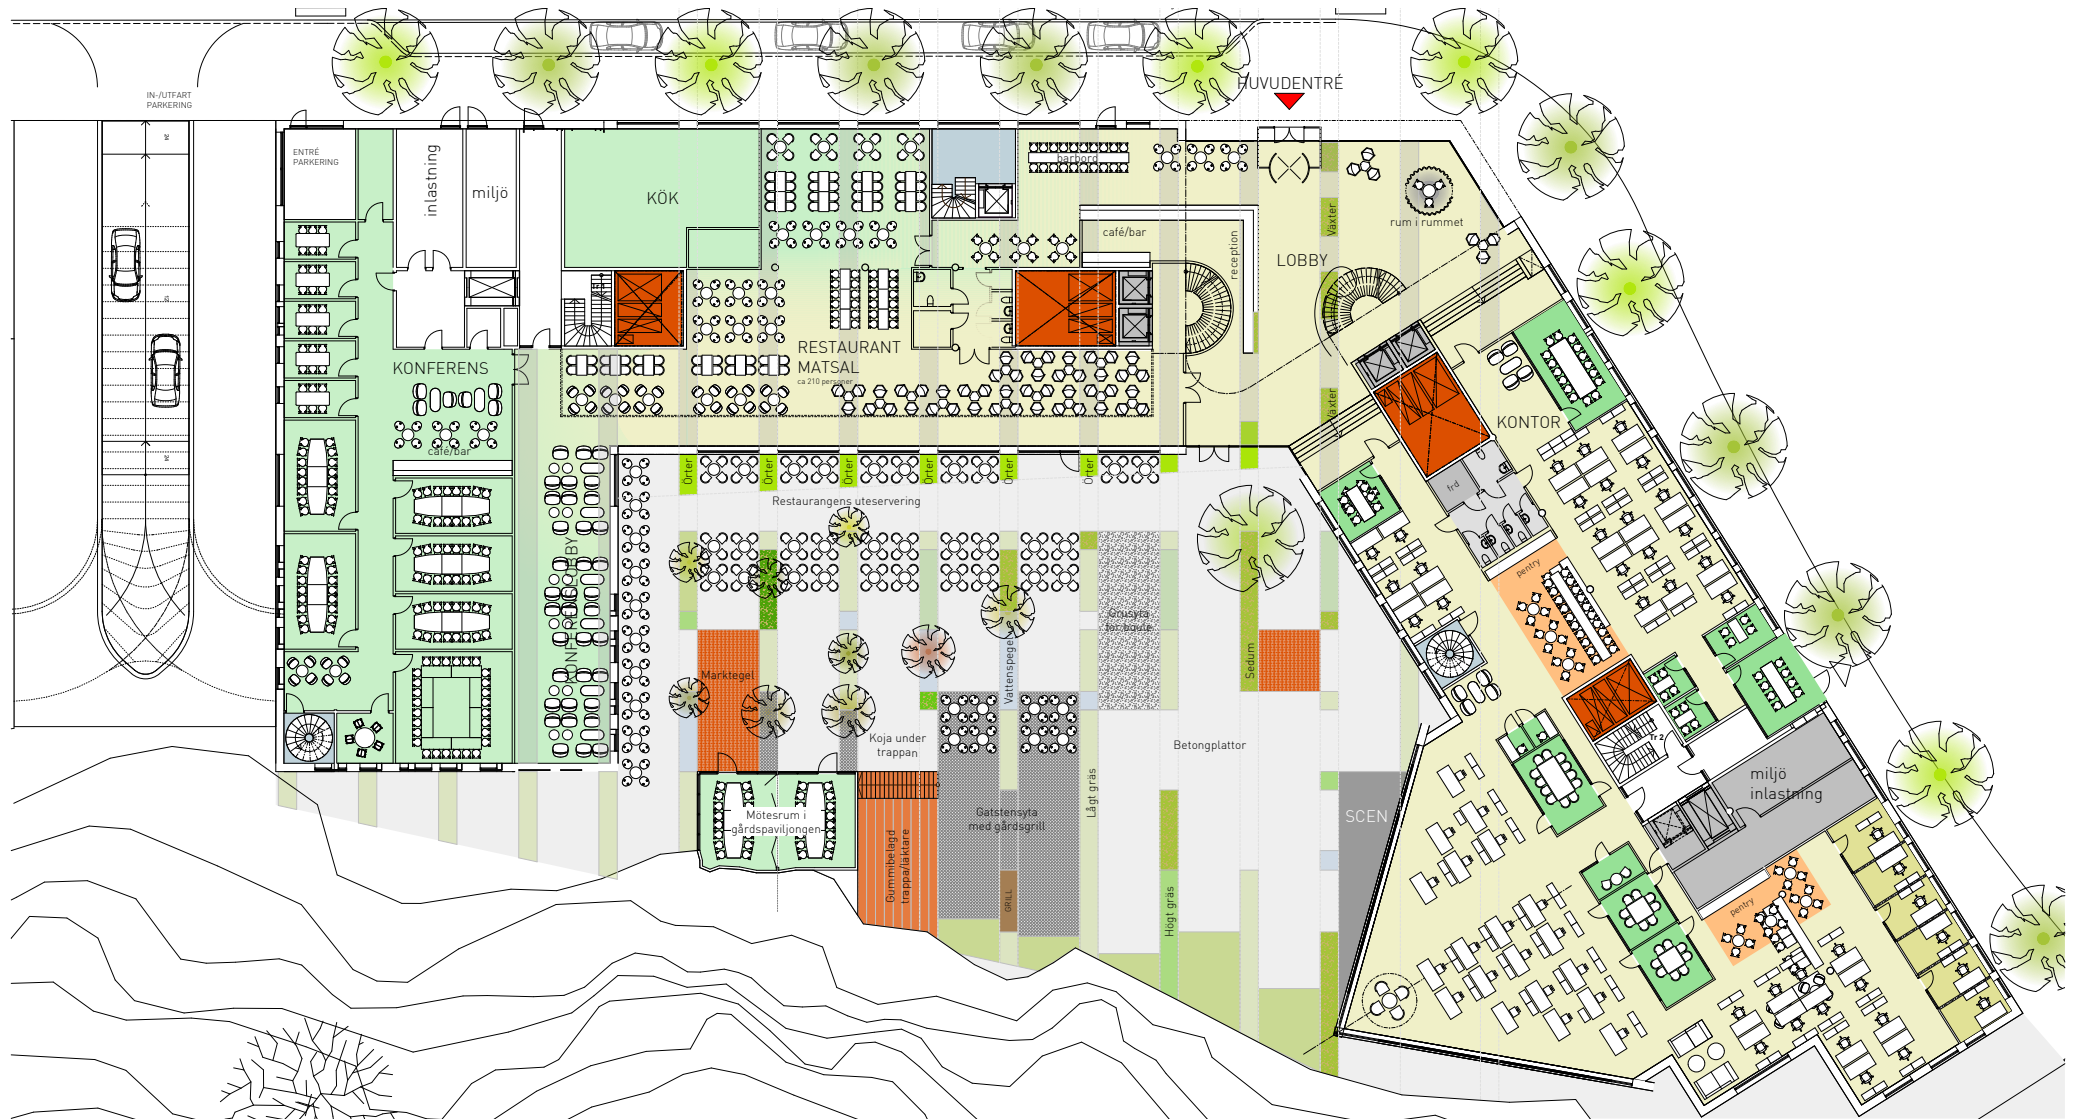 HUVUDENTRÉ
IN-/UTFART
PARKERING
ENTRÉ
PARKERING
inlastning
miljö
KÖK
barbord
café/bar
reception
LOBBY
Växter
rum i rummet
Växter
KONFERENS
RESTAURANT
MATSAL
ca 210 personer
KONTOR
café/bar
KONFERENSLOBBY
Örter
Örter
Örter
Örter
Örter
Örter
Restaurangens uteservering
frd
pentry
Grusyta
för boule
Marktegel
Vattenspegel
Sedum
Koja under
trappan
Betongplattor
Tr 2
miljö
inlastning
Mötesrum i
gårdspaviljongen
Gummibelagd
trappa/läktare
Gatstensyta
med gårdsgrill
Lågt gräs
SCEN
GRILL
Högt gräs
pentry